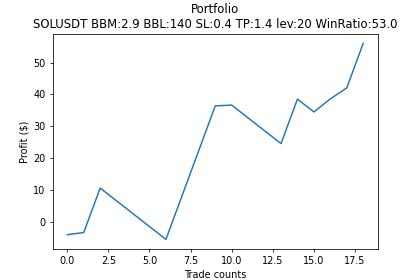 Portfolio
SOLUSDT BBM:2.9 BBL:140 SL:0.4 TP:1.4 lev:20 WinRatio:53.0
50
40
30
20
10
0
Profit ($)
0.0 2.5 5.0 7.5 10.0 12.5 15.0 17.5
Trade counts